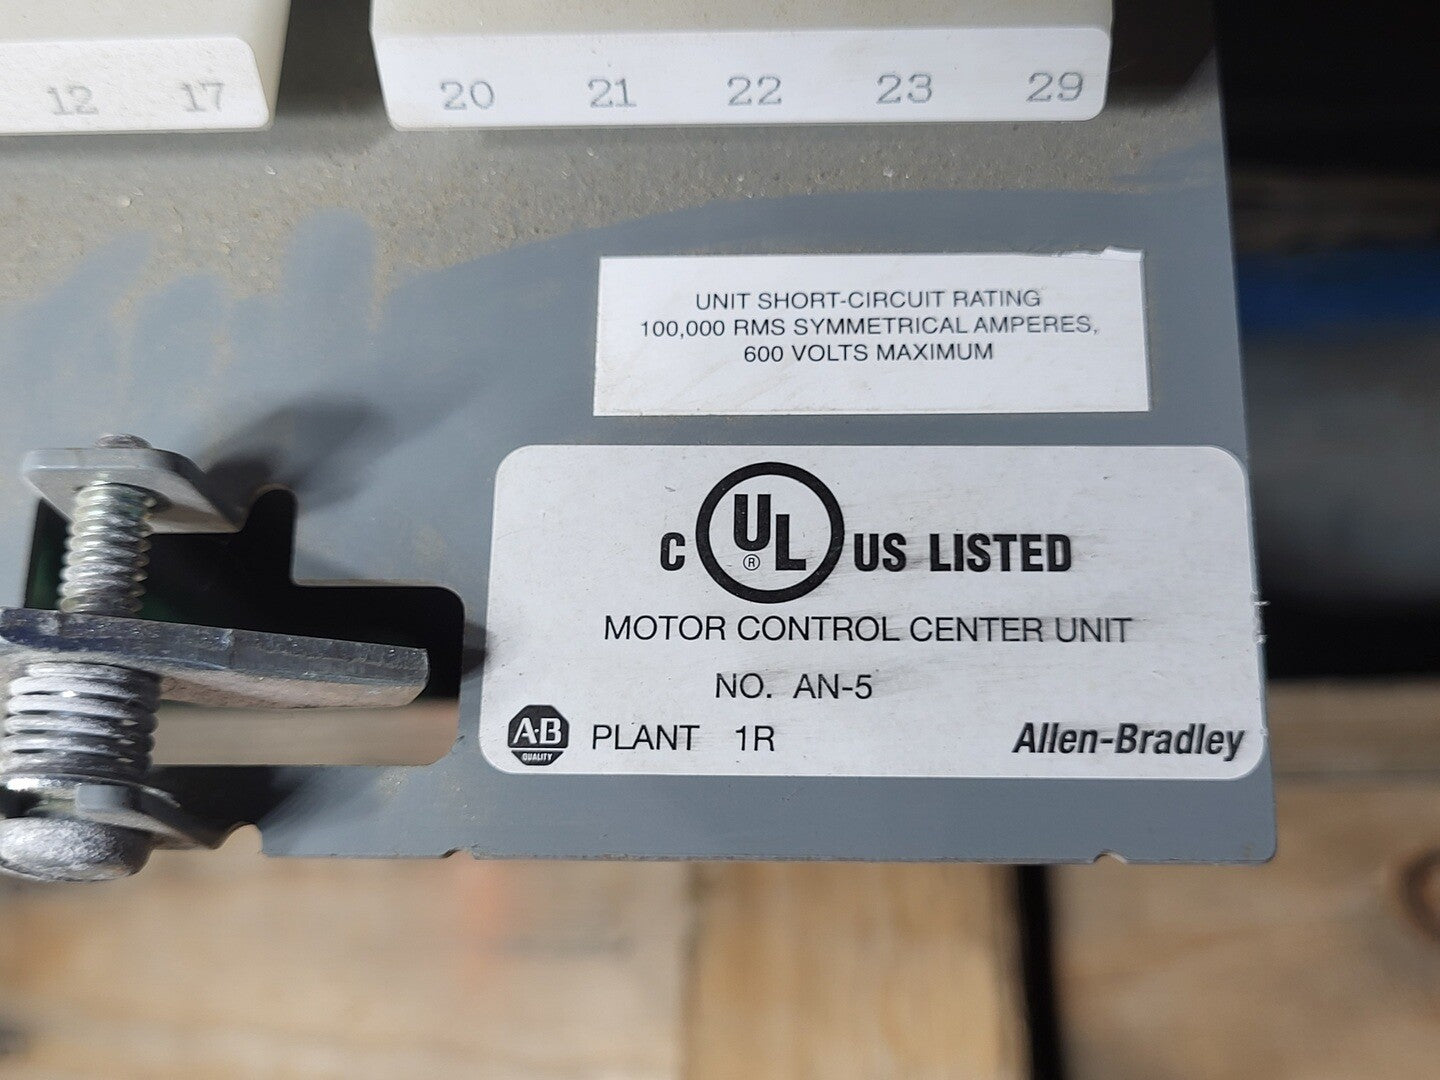 12 17 20 21 22 23 29
UNIT SHORT-CIRCUIT RATING
100,000 RMS SYMMETRICAL AMPERES,
600 VOLTS MAXIMUM
C UL ® US LISTED
MOTOR CONTROL CENTER UNIT
NO. AN-5
A-B QUALITY PLANT 1R Allen-Bradley